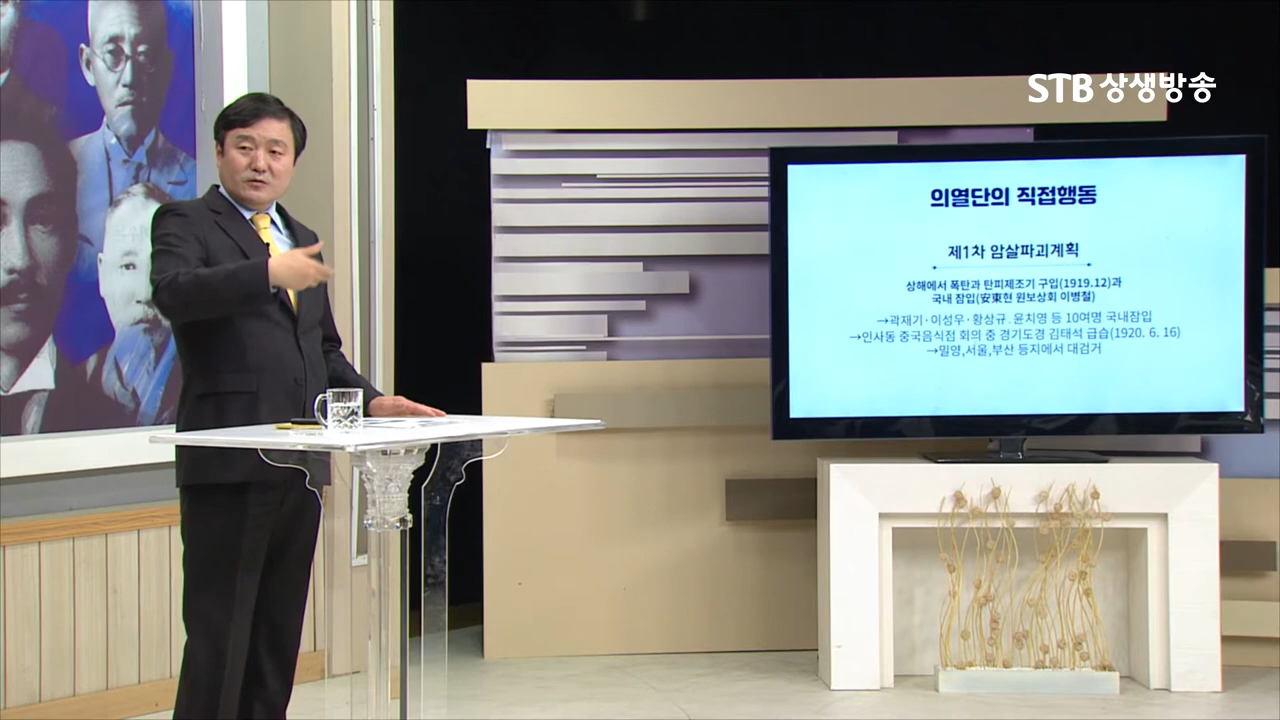 STB 상생방송
의열단의 직접행동
제1차 암살파괴계획
상해에서 폭탄과 탄피제조기 구입(1919.12)과
국내 잠입(安東현 원보상회 이병철)
→곽재기·이성우·황상규. 윤치영 등 10여명 국내잠입
→인사동 중국음식점 회의 중 경기도경 김태석 급습(1920. 6. 16)
→밀양,서울,부산 등지에서 대검거